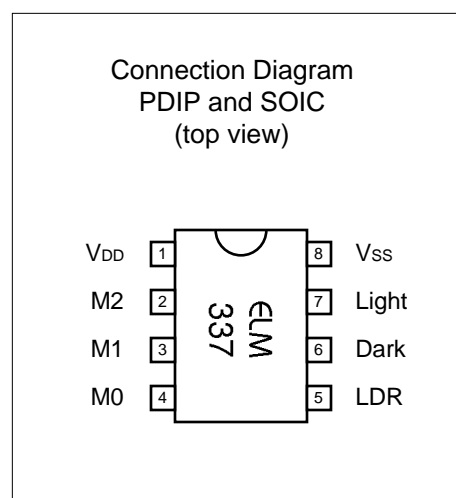 Connection Diagram
PDIP and SOIC
(top view)
VDD 1 8 VSS
M2 2 7 Light
M1 3 6 Dark
M0 4 5 LDR
ELM
337